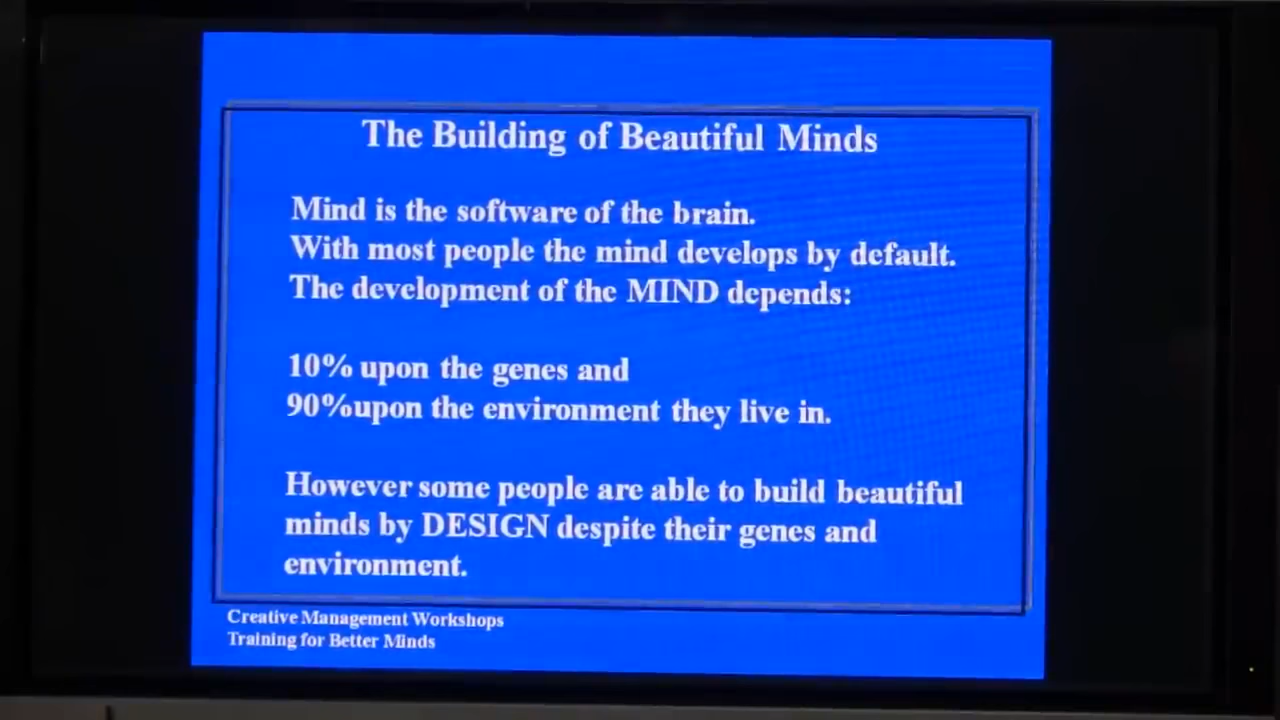 The Building of Beautiful Minds
Mind is the software of the brain.
With most people the mind develops by default.
The development of the MIND depends:
10% upon the genes and
90%upon the environment they live in.
However some people are able to build beautiful
minds by DESIGN despite their genes and
environment.
Creative Management Workshops
Training for Better Minds